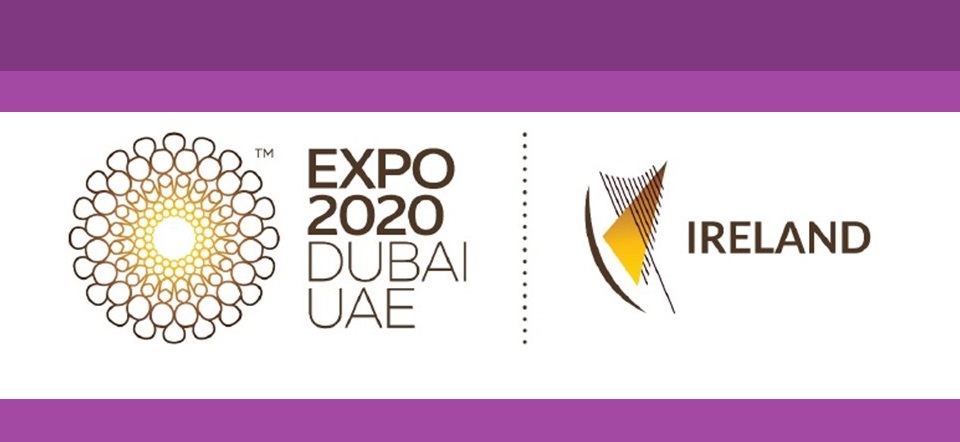 ™
EXPO
2020
DUBAI
UAE
IRELAND